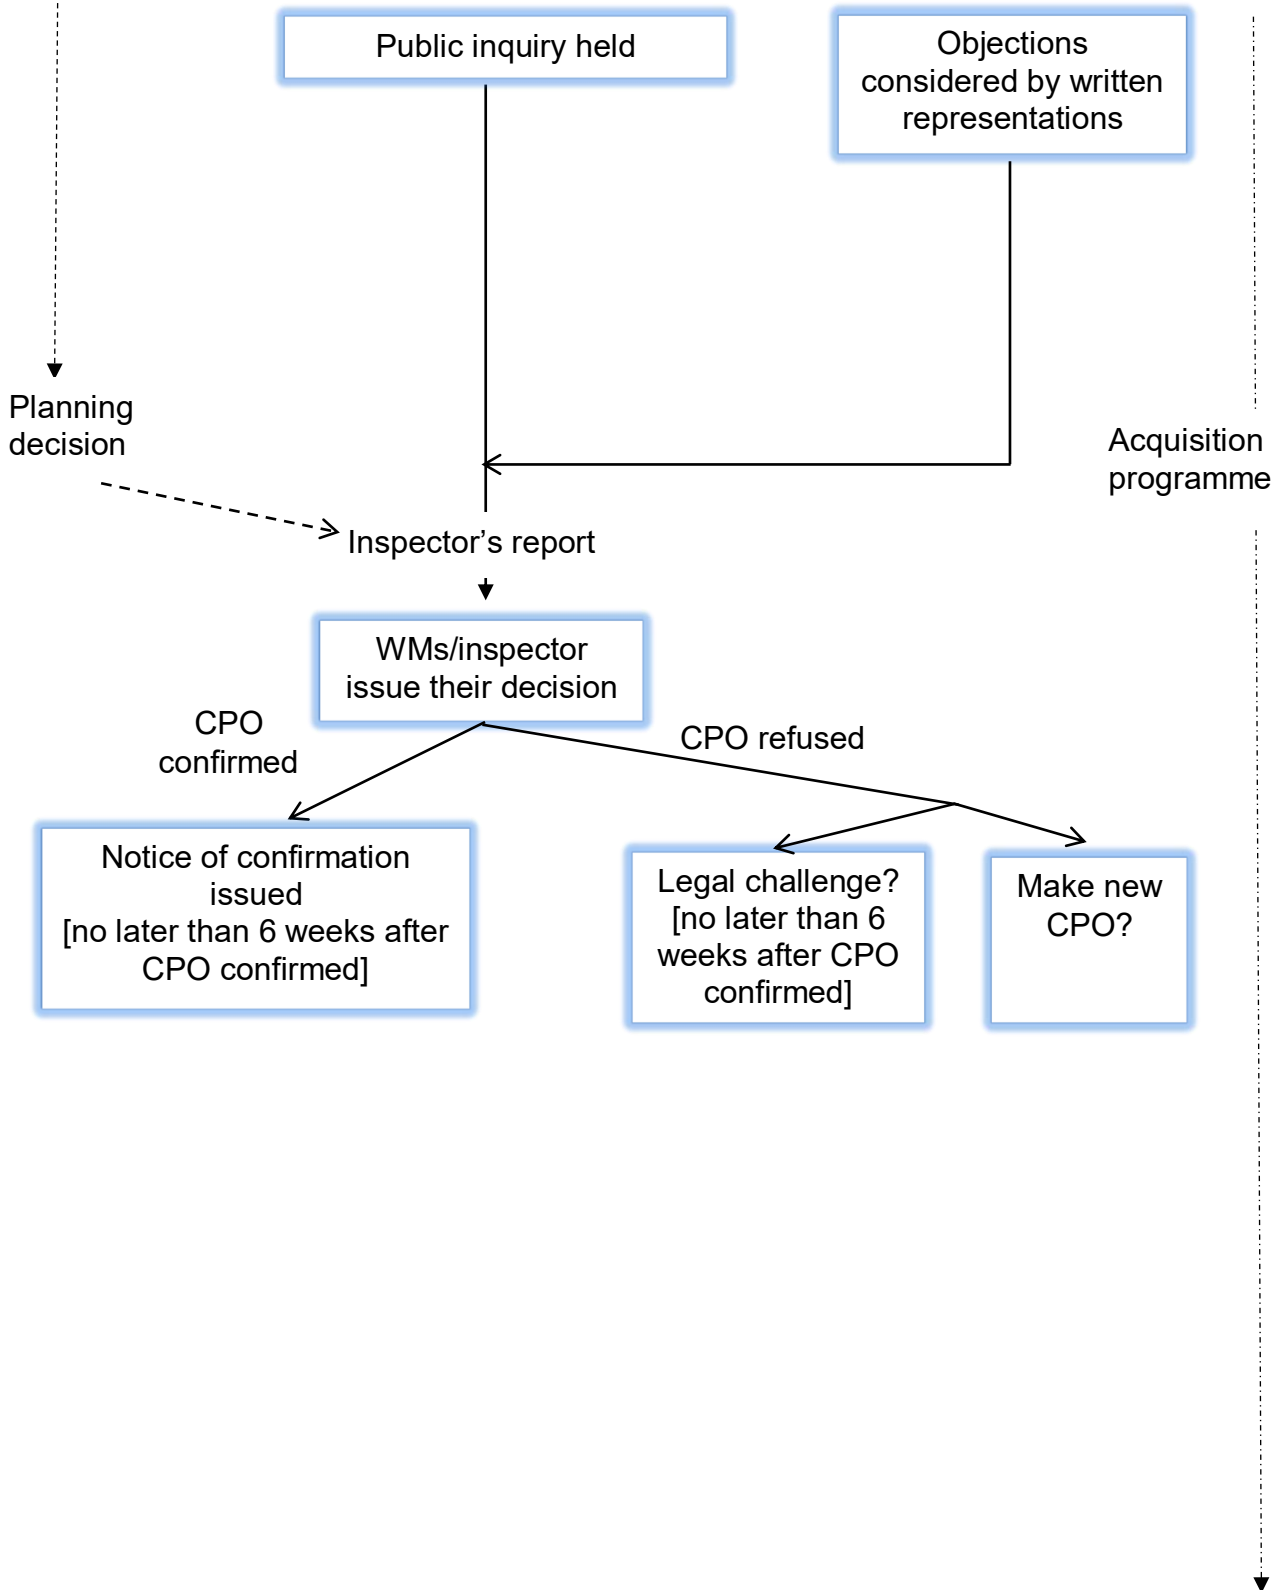 Public inquiry held
Objections
considered by written
representations
Planning
decision
Acquisition
programme
Inspector’s report
WMs/inspector
issue their decision
CPO
confirmed
CPO refused
Notice of confirmation
issued
[no later than 6 weeks after
CPO confirmed]
Legal challenge?
[no later than 6
weeks after CPO
confirmed]
Make new
CPO?